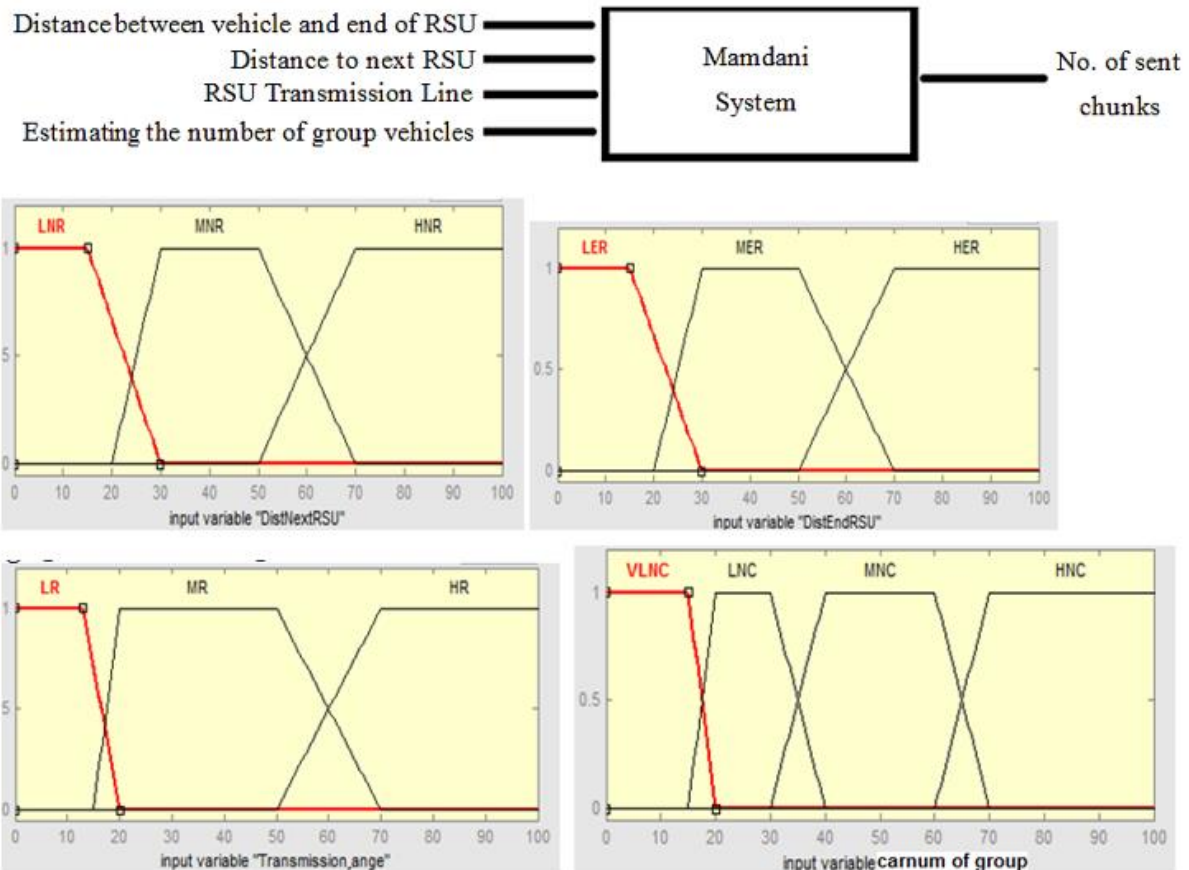 Distance between vehicle and end of RSU
Distance to next RSU
RSU Transmission Line
Estimating the number of group vehicles
Mamdani
System
No. of sent
chunks
LNR MNR HNR
1
5
0
0 10 20 30 40 50 60 70 80 90 100
input variable "DistNextRSU"
LER MER HER
1
0.5
0
0 10 20 30 40 50 60 70 80 90 100
input variable "DistEndRSU"
LR MR HR
1
5
0
0 10 20 30 40 50 60 70 80 90 100
input variable "Transmission,ange"
VLNC LNC MNC HNC
1
0.5
0
0 10 20 30 40 50 60 70 80 90 100
input variable carnum of group